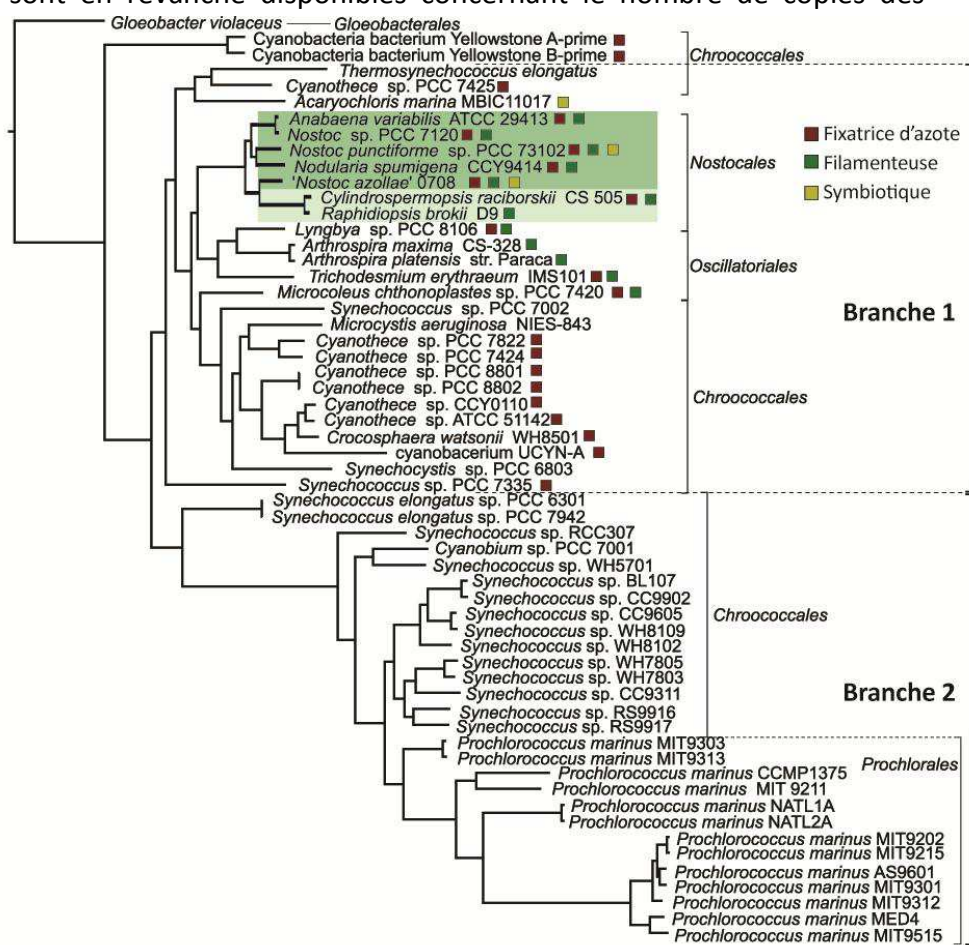 sont en revanche disponibles concernant le nombre de copies des
Gloeobacter violaceus Gloeobacterales
Cyanobacteria bacterium Yellowstone A-prime
Cyanobacteria bacterium Yellowstone B-prime
Chroococcales
Thermosynechococcus elongatus
Cyanothece sp. PCC 7425
Acaryochloris marina MBIC11017
Anabaena variabilis ATCC 29413
Nostoc sp. PCC 7120
Nostoc punctiforme sp. PCC 73102
Nodularia spumigena CCY9414
'Nostoc azollae' 0708
Cylindrospermopsis raciborskii CS 505
Raphidiopsis brokii D9
Nostocales
Fixatrice d'azote
Filamenteuse
Symbiotique
Lyngbya sp. PCC 8106
Arthrospira maxima CS-328
Arthrospira platensis str. Paraca
Trichodesmium erythraeum IMS101
Microcoleus chthonoplastes sp. PCC 7420
Oscillatoriales
Branche 1
Synechococcus sp. PCC 7002
Microcystis aeruginosa NIES-843
Cyanothece sp. PCC 7822
Cyanothece sp. PCC 7424
Cyanothece sp. PCC 8801
Cyanothece sp. PCC 8802
Cyanothece sp. CCY0110
Cyanothece sp. ATCC 51142
Crocosphaera watsonii WH8501
cyanobacerium UCYN-A
Synechocystis sp. PCC 6803
Synechococcus sp. PCC 7335
Chroococcales
Synechococcus elongatus sp. PCC 6301
Synechococcus elongatus sp. PCC 7942
Synechococcus sp. RCC307
Cyanobium sp. PCC 7001
Synechococcus sp. WH5701
Synechococcus sp. BL107
Synechococcus sp. CC9902
Synechococcus sp. CC9605
Synechococcus sp. WH8109
Synechococcus sp. WH8102
Synechococcus sp. WH7805
Synechococcus sp. WH7803
Synechococcus sp. CC9311
Synechococcus sp. RS9916
Synechococcus sp. RS9917
Chroococcales
Branche 2
Prochlorococcus marinus MIT9303
Prochlorococcus marinus MIT9313
Prochlorococcus marinus CCMP1375
Prochlorococcus marinus MIT 9211
Prochlorococcus marinus NATL1A
Prochlorococcus marinus NATL2A
Prochlorococcus marinus MIT9202
Prochlorococcus marinus MIT9215
Prochlorococcus marinus AS9601
Prochlorococcus marinus MIT9301
Prochlorococcus marinus MIT9312
Prochlorococcus marinus MED4
Prochlorococcus marinus MIT9515
Prochlorales